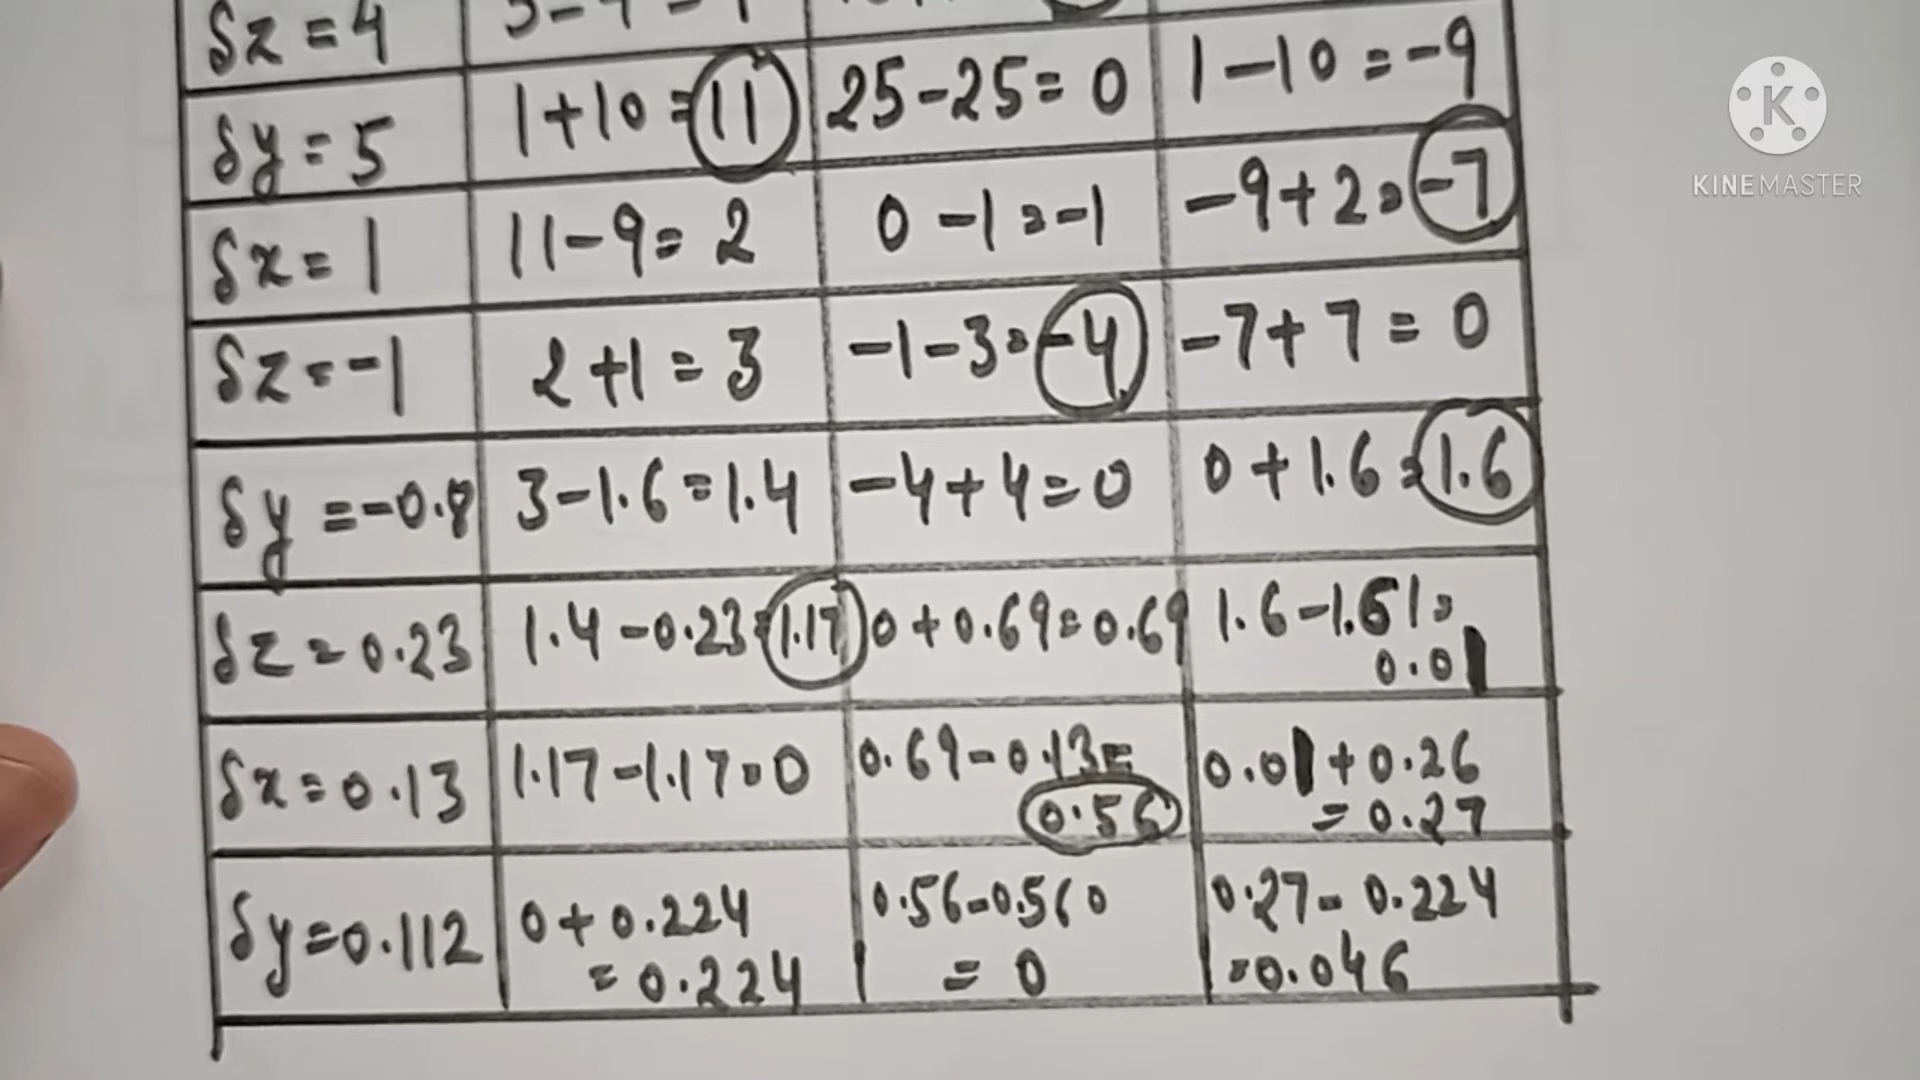 δz = 4
1 + 10 = 11 25 - 25 = 0 1 - 10 = -9
δy = 5
11 - 9 = 2 0 - 1 = -1 -9 + 2 = -7
δx = 1
2 + 1 = 3 -1 - 3 = -4 -7 + 7 = 0
δz = -1
δy = -0.8 3 - 1.6 = 1.4 -4 + 4 = 0 0 + 1.6 = 1.6
δz = 0.23 1.4 - 0.23 = 1.17 0 + 0.69 = 0.69 1.6 - 1.61 =
0.01
δx = 0.13 1.17 - 1.17 = 0 0.69 - 0.13 = 0.01 + 0.26
0.56 = 0.27
δy = 0.112 0 + 0.224 0.56 - 0.560 0.27 - 0.224
= 0.224 = 0 = 0.046
K
KINEMASTER